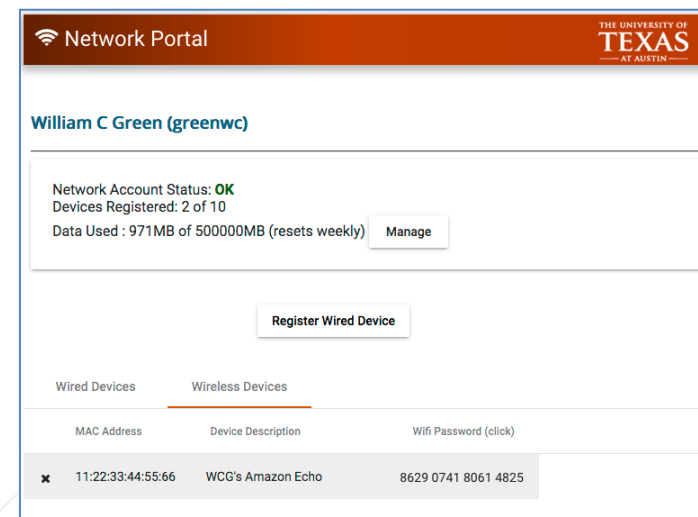 Network Portal
THE UNIVERSITY OF
TEXAS
AT AUSTIN
William C Green (greenwc)
Network Account Status: OK
Devices Registered: 2 of 10
Data Used : 971MB of 500000MB (resets weekly) Manage
Register Wired Device
Wired Devices Wireless Devices
MAC Address Device Description Wifi Password (click)
✖ 11:22:33:44:55:66 WCG's Amazon Echo 8629 0741 8061 4825